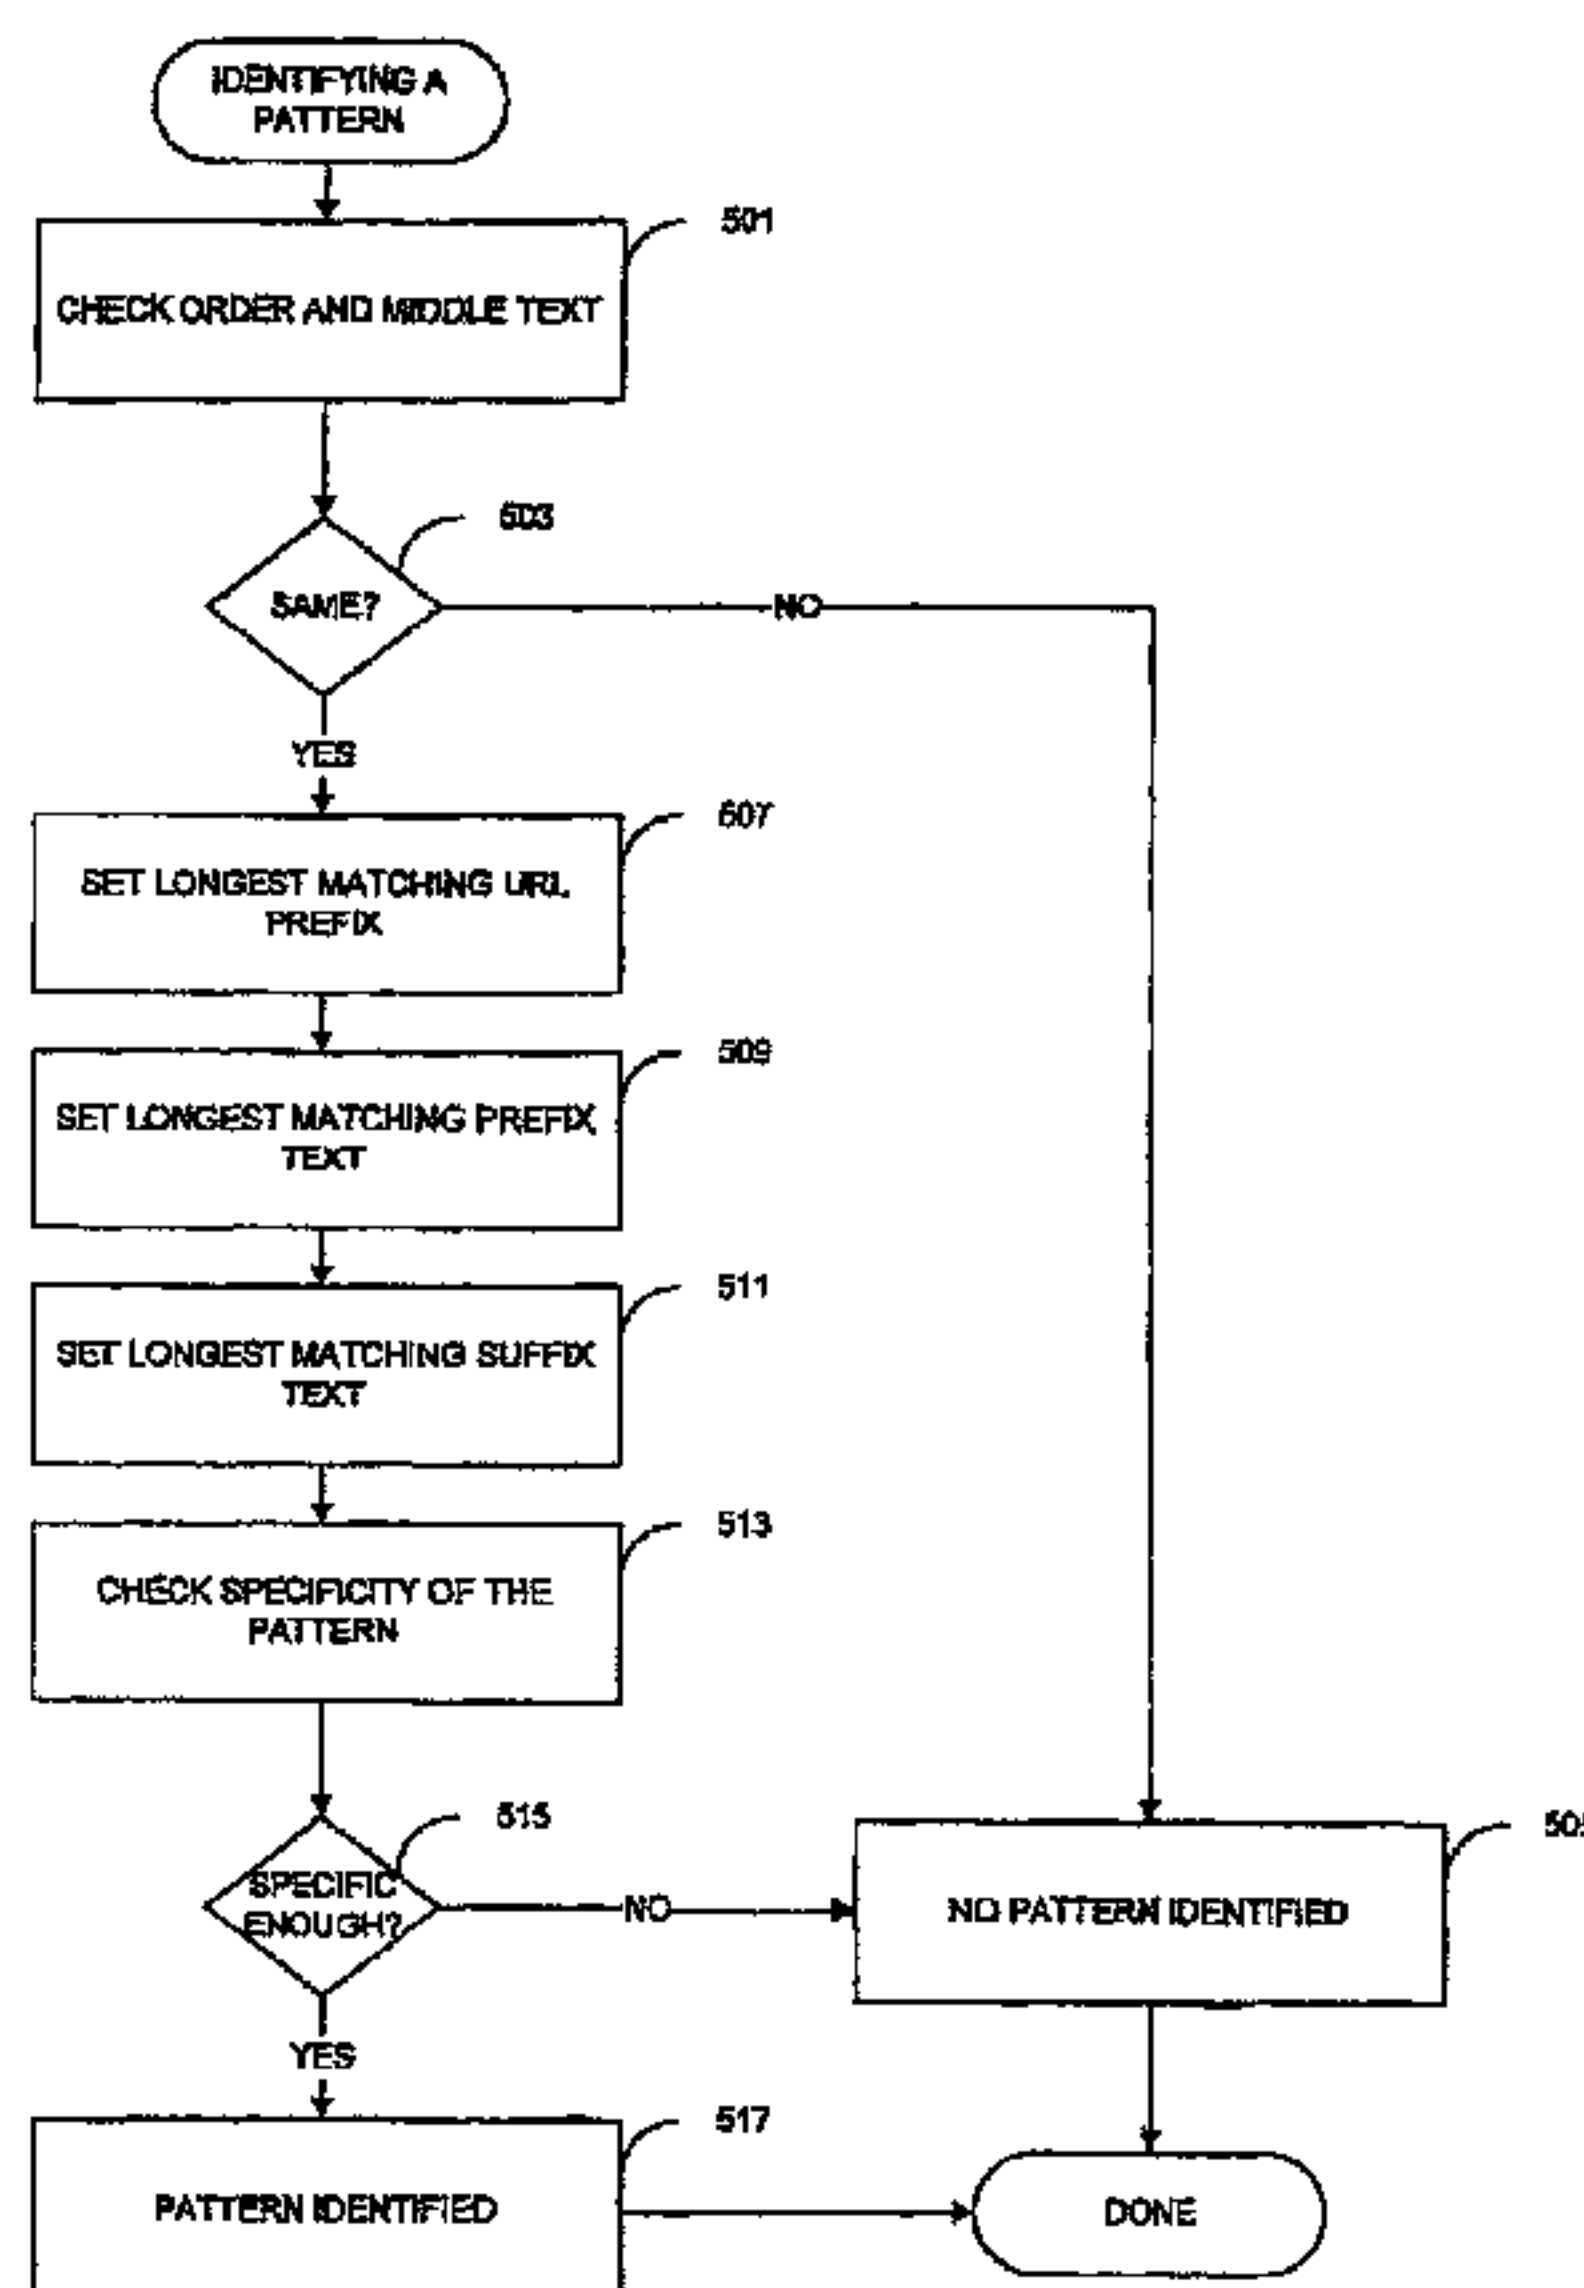 IDENTIFYING A
PATTERN
501
CHECK ORDER AND MIDDLE TEXT
503
SAME?
NO
YES
507
SET LONGEST MATCHING URL
PREFIX
509
SET LONGEST MATCHING PREFIX
TEXT
511
SET LONGEST MATCHING SUFFIX
TEXT
513
CHECK SPECIFICITY OF THE
PATTERN
515
SPECIFIC
ENOUGH?
NO
NO PATTERN IDENTIFIED
YES
517
PATTERN IDENTIFIED
DONE